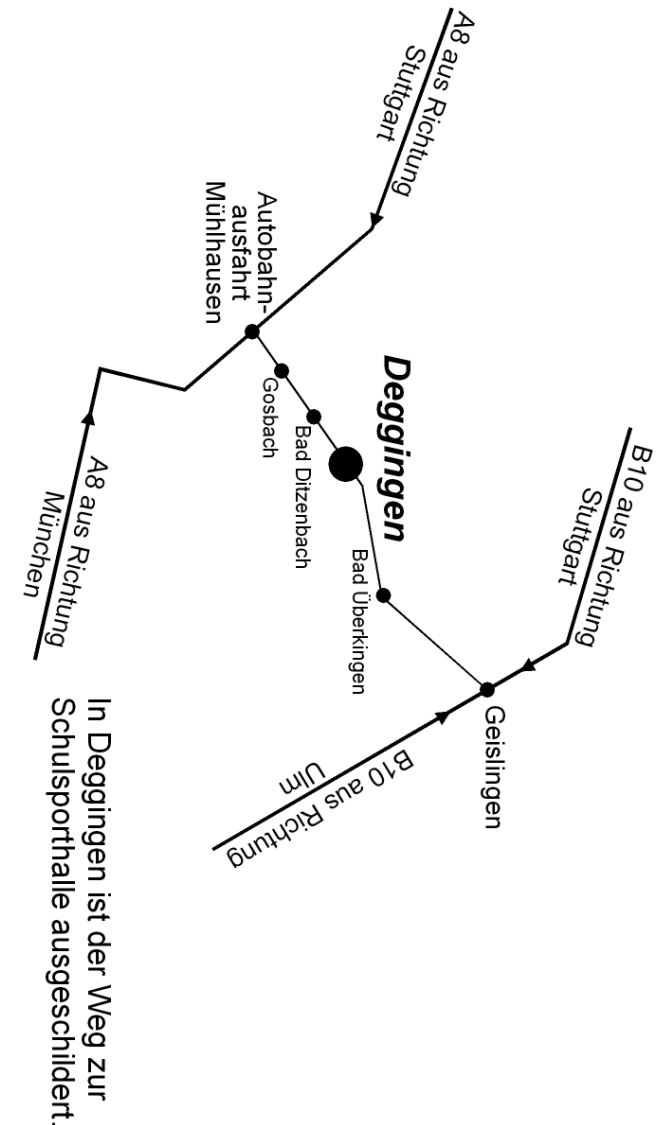 A8 aus Richtung
Stuttgart
Autobahn-
ausfahrt
Mühlhausen
Gosbach
Bad Ditzenbach
Deggingen
Bad Überkingen
B10 aus Richtung
Stuttgart
Geislingen
B10 aus Richtung
Ulm
A8 aus Richtung
München
In Deggingen ist der Weg zur
Schulsporthalle ausgeschildert.